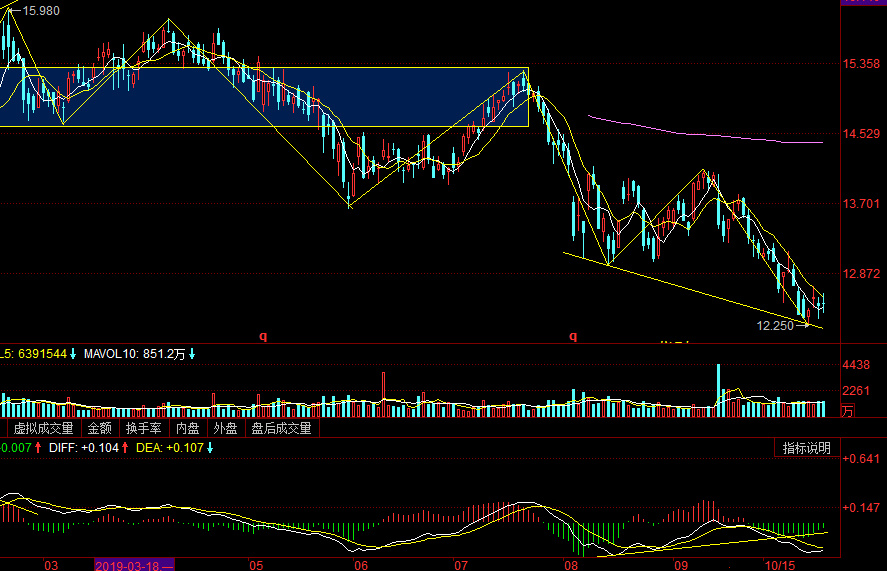 15.980
15.358
14.529
13.701
12.872
12.250
q q
L5: 6391544↓ MAVOL10: 851.2万↓
4438
2261
万
虚拟成交量 金额 换手率 内盘 外盘 盘后成交量
-0.007↑ DIFF: +0.104↑ DEA: +0.107↓ 指标说明
+0.641
+0.147
03 2019-03-18 一 05 06 07 08 09 10/15